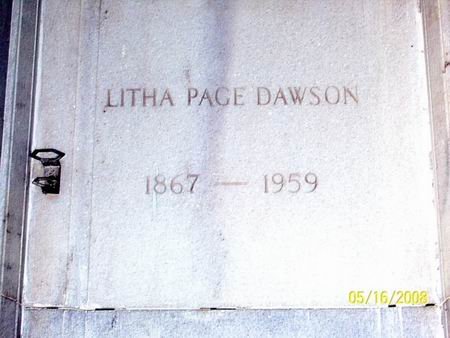 LITHA PAGE DAWSON
1867 — 1959
05/16/2008